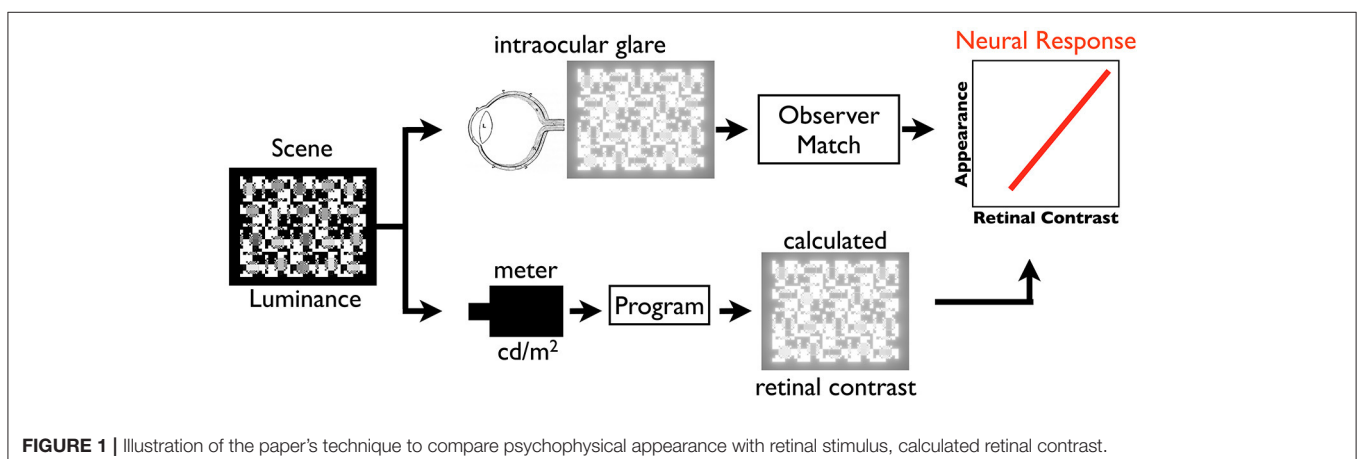 intraocular glare
Neural Response
Scene
L
Observer
Match
Appearance
Retinal Contrast
Luminance
meter
cd/m²
Program
calculated
retinal contrast
FIGURE 1 | Illustration of the paper's technique to compare psychophysical appearance with retinal stimulus, calculated retinal contrast.